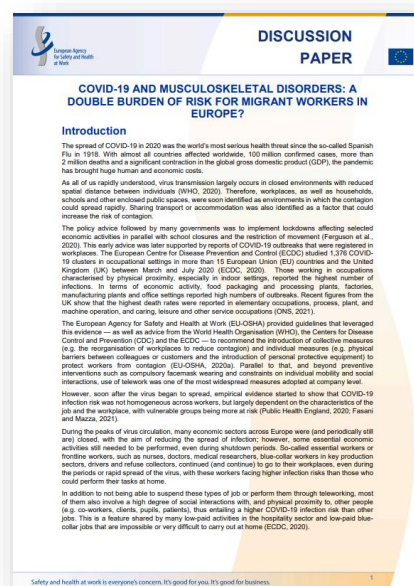 European Agency
for Safety and Health
at Work
DISCUSSION
PAPER
COVID-19 AND MUSCULOSKELETAL DISORDERS: A
DOUBLE BURDEN OF RISK FOR MIGRANT WORKERS IN
EUROPE?
Introduction
The spread of COVID-19 in 2020 was the world's most serious health threat since the so-called Spanish
Flu in 1918. With almost all countries affected worldwide, 100 million confirmed cases, more than
2 million deaths and a significant contraction in the global gross domestic product (GDP), the pandemic
has brought huge human and economic costs.
As all of us rapidly understood, virus transmission largely occurs in closed environments with reduced
spatial distance between individuals (WHO, 2020). Therefore, workplaces, as well as households,
schools and other enclosed public spaces, were soon identified as environments in which the contagion
could spread rapidly. Sharing transport or accommodation was also identified as a factor that could
increase the risk of contagion.
The policy advice followed by many governments was to implement lockdowns affecting selected
economic activities in parallel with school closures and the restriction of movement (Ferguson et al.,
2020). This early advice was later supported by reports of COVID-19 outbreaks that were registered in
workplaces. The European Centre for Disease Prevention and Control (ECDC) studied 1,376 COVID-
19 clusters in occupational settings in more than 15 European Union (EU) countries and the United
Kingdom (UK) between March and July 2020 (ECDC, 2020). Those working in occupations
characterised by physical proximity, especially in indoor settings, reported the highest number of
infections. In terms of economic activity, food packaging and processing plants, factories,
manufacturing plants and office settings reported high numbers of outbreaks. Recent figures from the
UK show that the highest death rates were reported in elementary occupations, process, plant, and
machine operation, and caring, leisure and other service occupations (ONS, 2021).
The European Agency for Safety and Health at Work (EU-OSHA) provided guidelines that leveraged
this evidence — as well as advice from the World Health Organisation (WHO), the Centers for Disease
Control and Prevention (CDC) and the ECDC — to recommend the introduction of collective measures
(e.g. the reorganisation of workplaces to reduce contagion) and individual measures (e.g. physical
barriers between colleagues or customers and the introduction of personal protective equipment) to
protect workers from contagion (EU-OSHA, 2020a). Parallel to that, and beyond preventive
interventions such as compulsory facemask wearing and constraints on individual mobility and social
interactions, use of telework was one of the most widespread measures adopted at company level.
However, soon after the virus began to spread, empirical evidence started to show that COVID-19
infection risk was not homogeneous across workers, but largely dependent on the characteristics of the
job and the workplace, with vulnerable groups being more at risk (Public Health England, 2020; Fasani
and Mazza, 2021).
During the peaks of virus circulation, many economic sectors across Europe were (and periodically still
are) closed, with the aim of reducing the spread of infection; however, some essential economic
activities still needed to be performed, even during shutdown periods. So-called essential workers or
frontline workers, such as nurses, doctors, medical researchers, blue-collar workers in key production
sectors, drivers and refuse collectors, continued (and continue) to go to their workplaces, even during
the periods or rapid spread of the virus, with these workers facing higher infection risks than those who
could perform their tasks at home.
In addition to not being able to suspend these types of job or perform them through teleworking, most
of them also involve a high degree of social interactions with, and physical proximity to, other people
(e.g. co-workers, clients, pupils, patients), thus entailing a higher COVID-19 infection risk than other
jobs. This is a feature shared by many low-paid activities in the hospitality sector and low-paid blue-
collar jobs that are impossible or very difficult to carry out at home (ECDC, 2020).
1
Safety and health at work is everyone's concern. It's good for you. It's good for business.